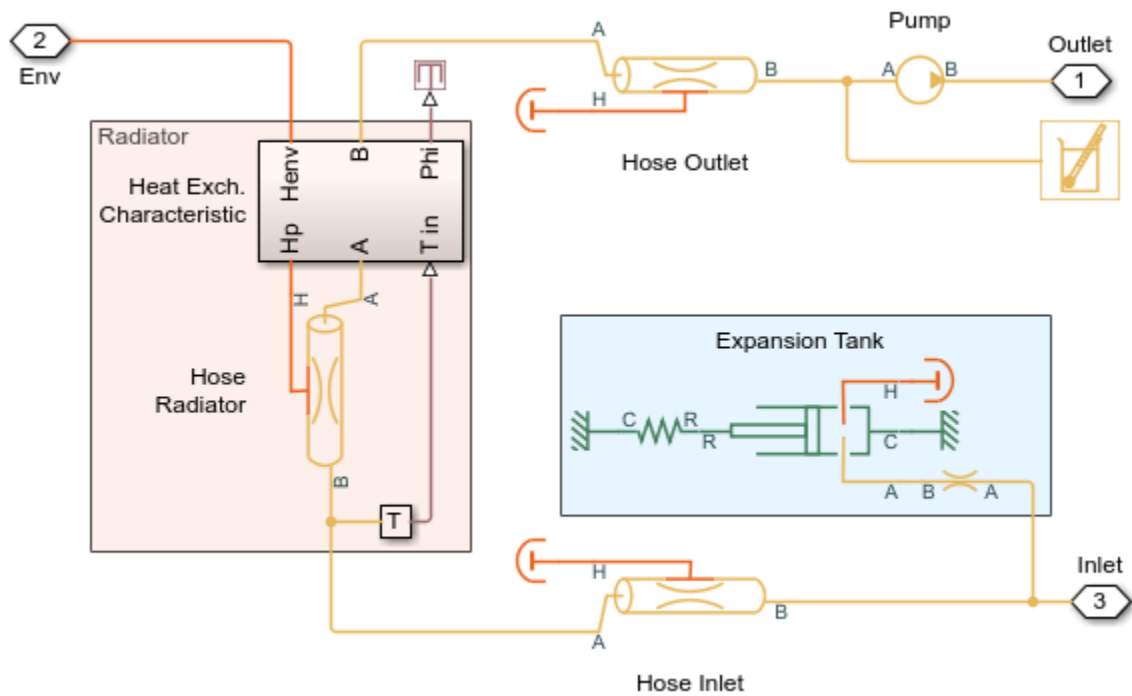 2
Env
A
B
H
Hose Outlet
Pump
A
B
Outlet
1
Radiator
Heat Exch.
Characteristic
Henv
B
Phi
Hp
A
T in
H
A
Hose
Radiator
B
T
Expansion Tank
H
C
R
R
C
A
B
A
H
A
B
Hose Inlet
Inlet
3